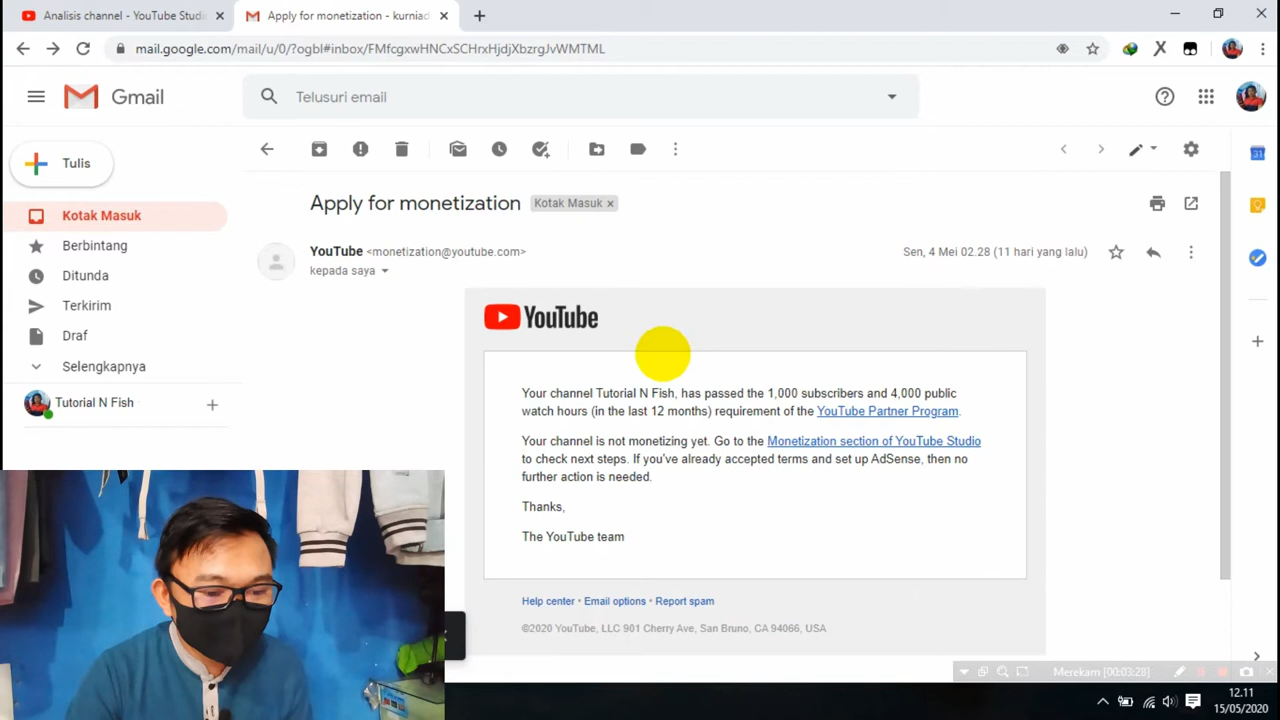 Analisis channel - YouTube Studi
Apply for monetization - kurniad
mail.google.com/mail/u/0/?ogbl#inbox/FMfcgxwHNCxSCHrxHjdjXbzrgJvWMTML
Gmail
Telusuri email
Tulis
Kotak Masuk
Berbintang
Ditunda
Terkirim
Draf
Selengkapnya
Tutorial N Fish
Apply for monetization
Kotak Masuk
YouTube <monetization@youtube.com>
Sen, 4 Mei 02.28 (11 hari yang lalu)
kepada saya
31
YouTube
Your channel Tutorial N Fish, has passed the 1,000 subscribers and 4,000 public
watch hours (in the last 12 months) requirement of the YouTube Partner Program.
Your channel is not monetizing yet. Go to the Monetization section of YouTube Studio
to check next steps. If you've already accepted terms and set up AdSense, then no
further action is needed.
Thanks,
The YouTube team
Help center • Email options • Report spam
©2020 YouTube, LLC 901 Cherry Ave, San Bruno, CA 94066, USA
Merekam [00:03:28]
12.11
15/05/2020